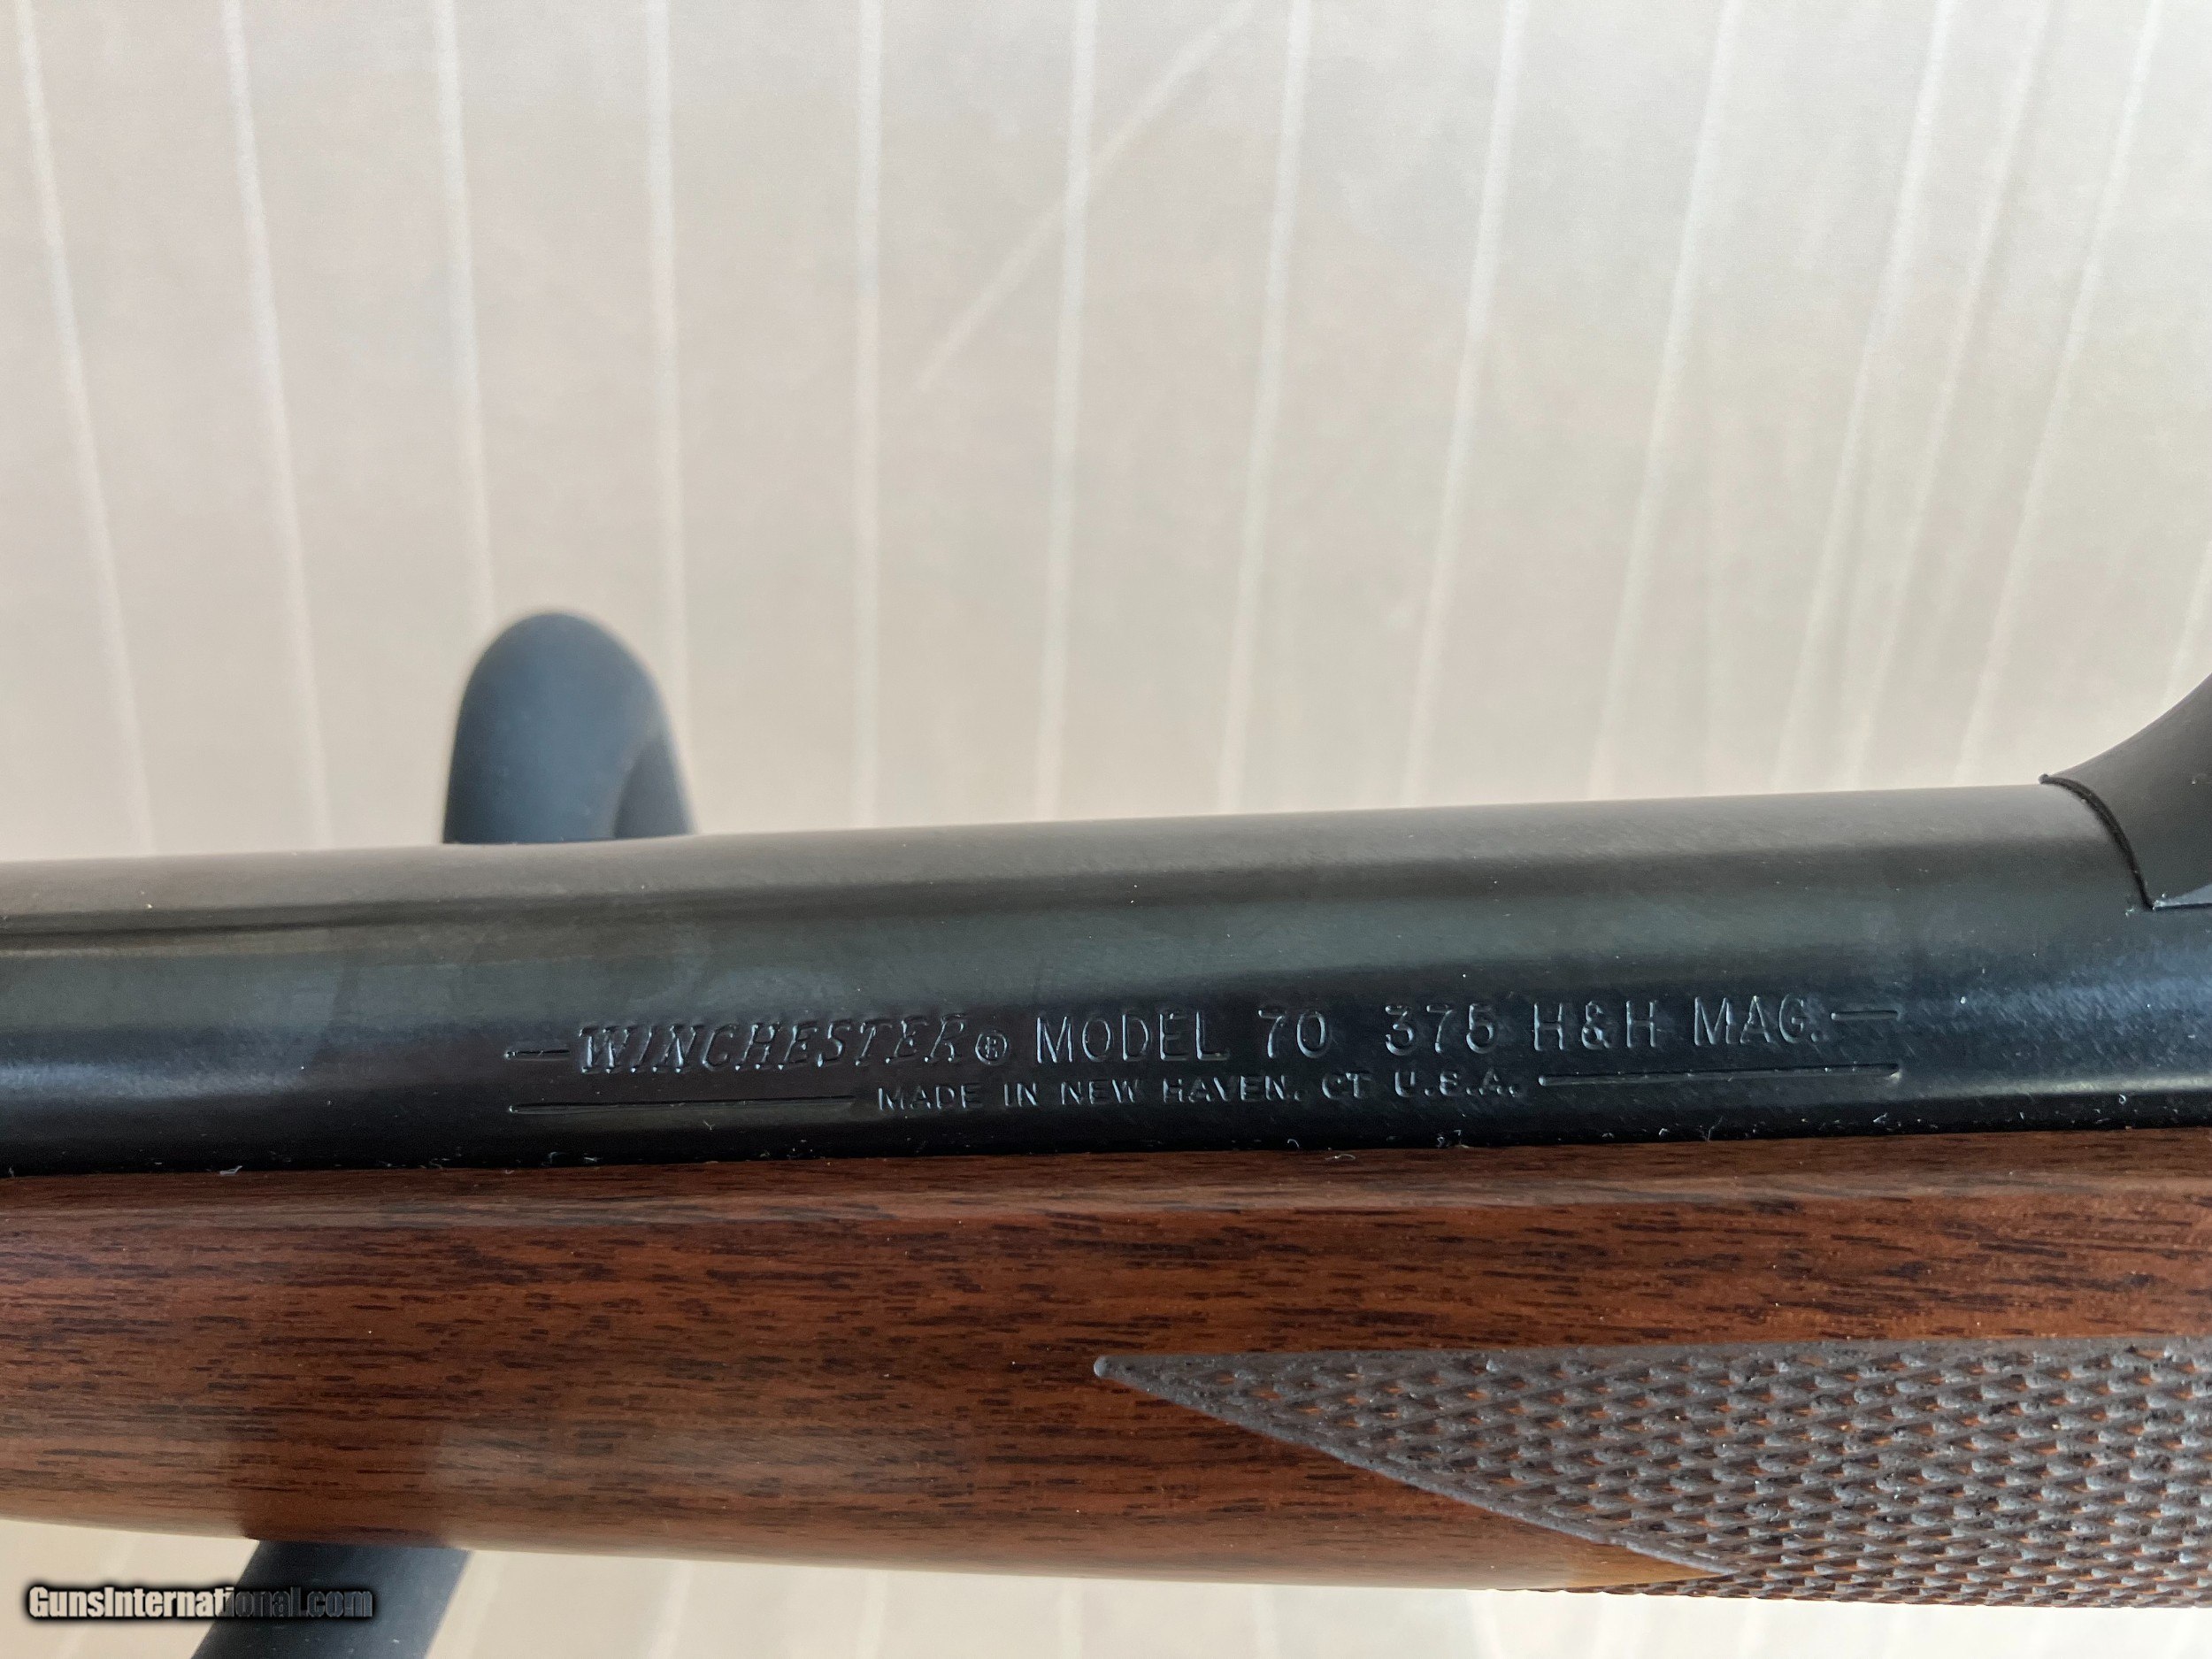 WINCHESTER® MODEL 70 375 H&H MAG.
MADE IN NEW HAVEN, CT U.S.A.
GunsInternational.com